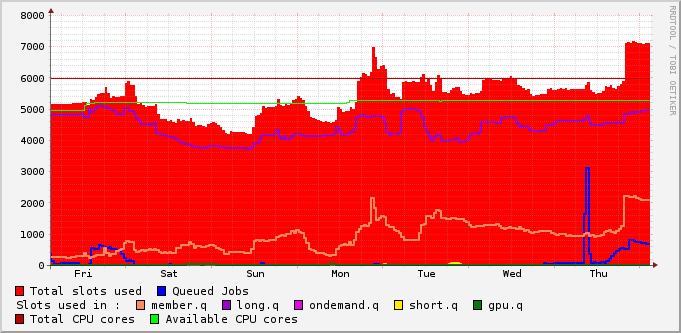 RRDTOOL / TOBI OETIKER
8000
7000
6000
5000
4000
3000
2000
1000
0
Fri Sat Sun Mon Tue Wed Thu
Total slots used Queued Jobs
Slots used in : member.q long.q ondemand.q short.q gpu.q
Total CPU cores Available CPU cores